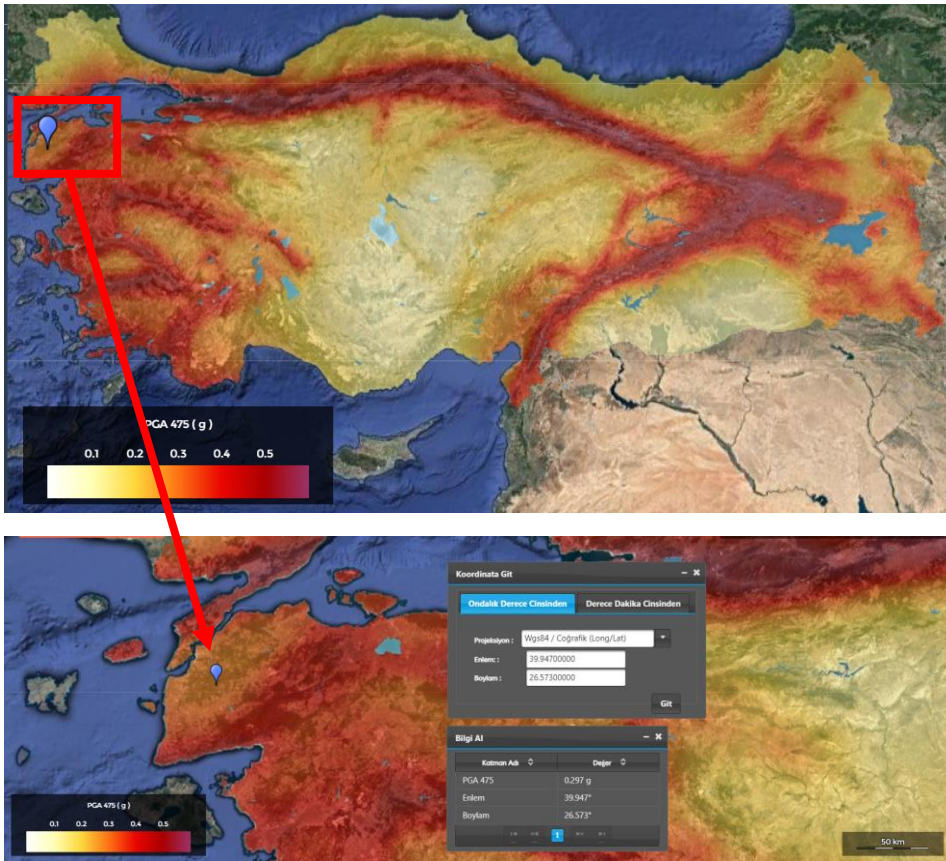 PGA 475 ( g )
0.1 0.2 0.3 0.4 0.5
Koordinata Git
Ondalık Derece Cinsinden Derece Dakika Cinsinden
Projeksiyon : Wgs84 / Coğrafik (Long/Lat)
Enlem: : 39.94700000
Boylam : 26.57300000
Git
Bilgi Al
Katman Adı Değer
PGA 475 0.297 g
Enlem 39.947°
Boylam 26.573°
1
PGA 475 ( g )
0.1 0.2 0.3 0.4 0.5
50 km